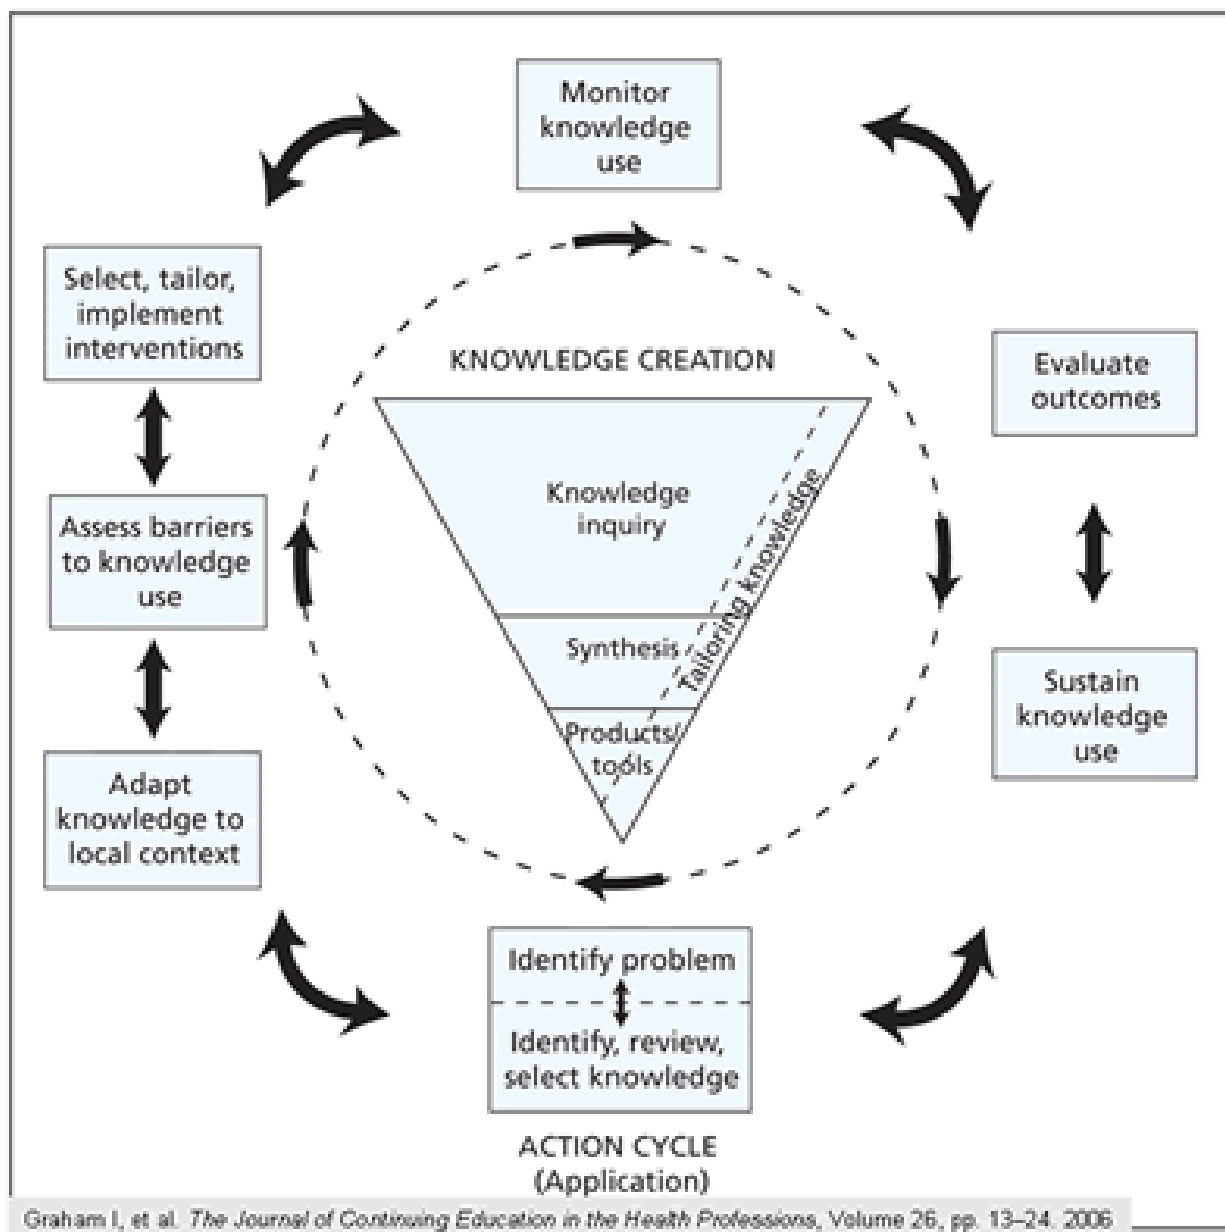 Monitor
knowledge
use
Select, tailor,
implement
interventions
Evaluate
outcomes
Assess barriers
to knowledge
use
Sustain
knowledge
use
Adapt
knowledge to
local context
KNOWLEDGE CREATION
Knowledge
inquiry
Synthesis
Products/
tools
Tailoring knowledge
Identify problem
Identify, review,
select knowledge
ACTION CYCLE
(Application)
Graham I, et al. The Journal of Continuing Education in the Health Professions, Volume 26, pp. 13–24, 2006